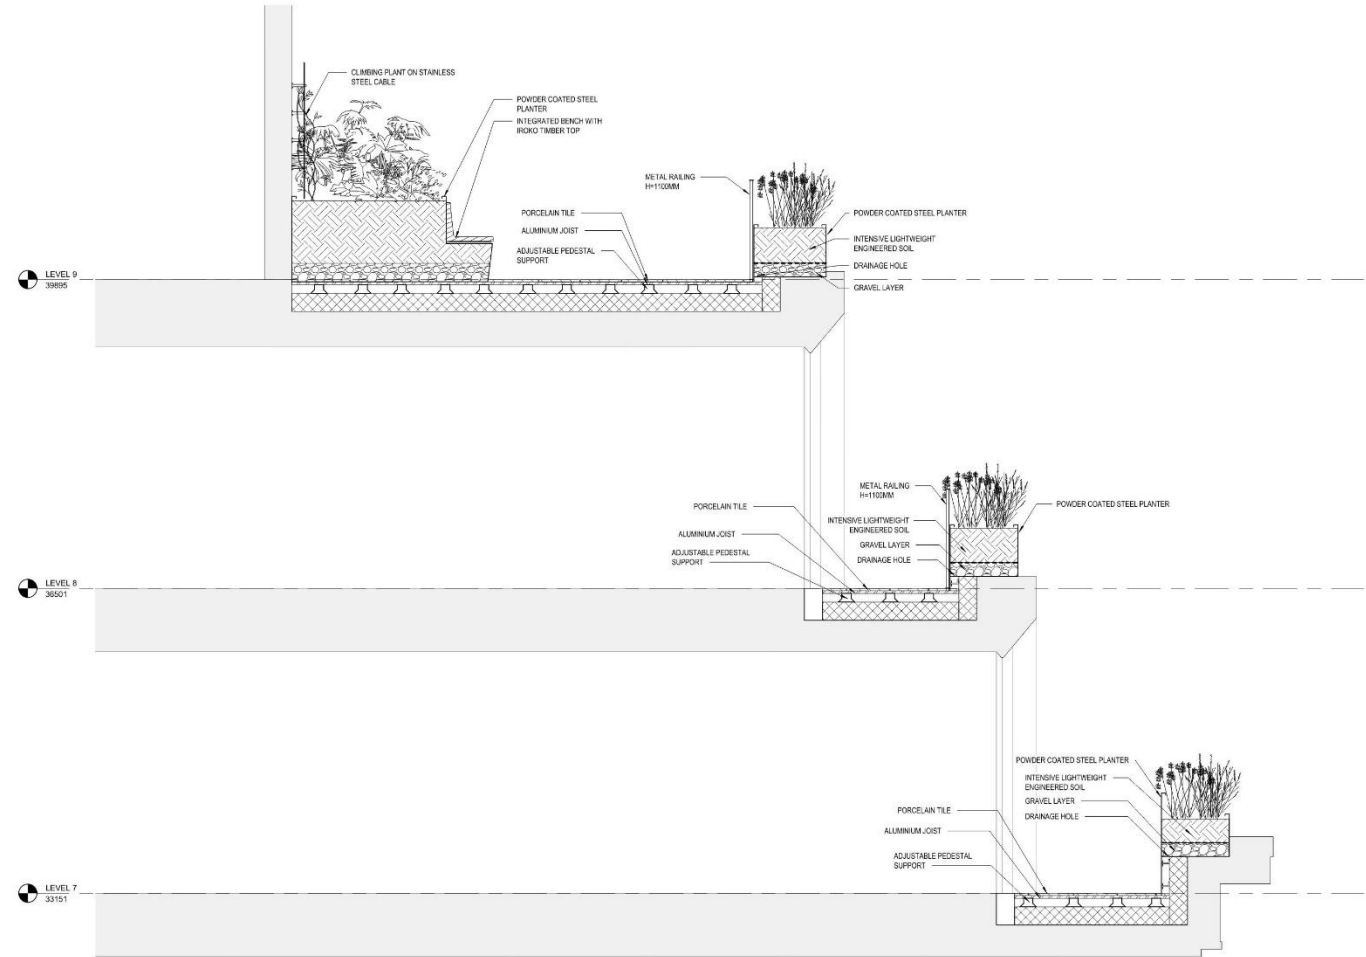 CLIMBING PLANT ON STAINLESS
STEEL CABLE
POWDER COATED STEEL
PLANTER
INTEGRATED BENCH WITH
IROKO TIMBER TOP
METAL RAILING
H=1100MM
PORCELAIN TILE
ALUMINIUM JOIST
ADJUSTABLE PEDESTAL
SUPPORT
POWDER COATED STEEL PLANTER
INTENSIVE LIGHTWEIGHT
ENGINEERED SOIL
DRAINAGE HOLE
GRAVEL LAYER
LEVEL 9
39895
METAL RAILING
H=1100MM
PORCELAIN TILE
POWDER COATED STEEL PLANTER
INTENSIVE LIGHTWEIGHT
ENGINEERED SOIL
ALUMINIUM JOIST
GRAVEL LAYER
ADJUSTABLE PEDESTAL
SUPPORT
DRAINAGE HOLE
LEVEL 8
36501
POWDER COATED STEEL PLANTER
INTENSIVE LIGHTWEIGHT
ENGINEERED SOIL
GRAVEL LAYER
PORCELAIN TILE
DRAINAGE HOLE
ALUMINIUM JOIST
ADJUSTABLE PEDESTAL
SUPPORT
LEVEL 7
33151